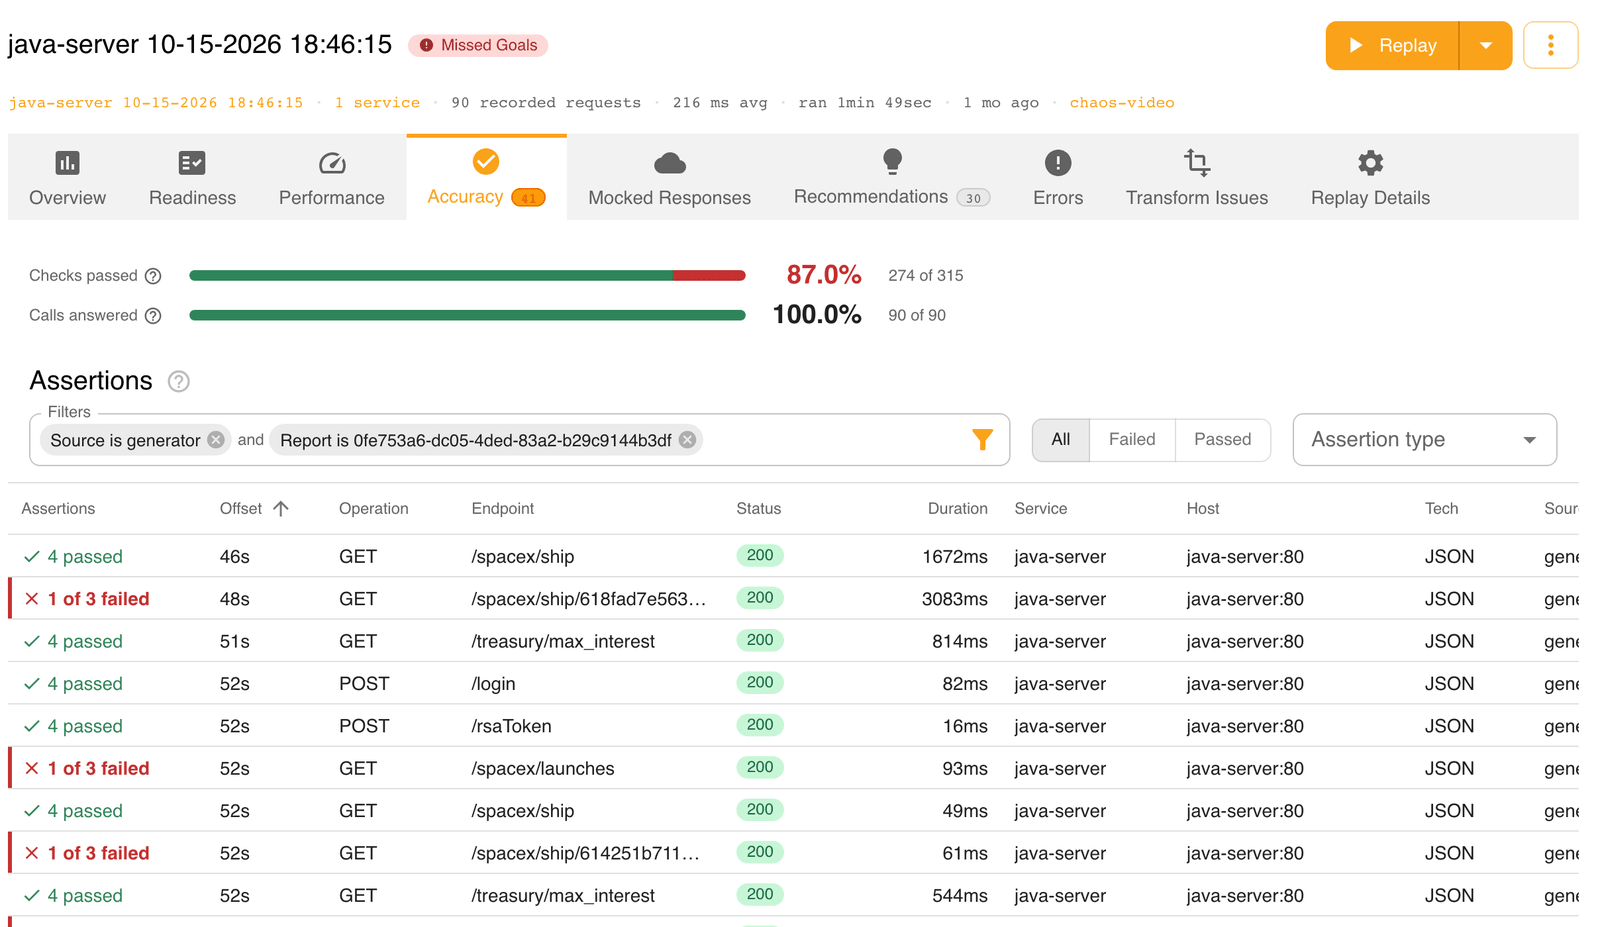 java-server 10-15-2026 18:46:15 Missed Goals Replay
java-server 10-15-2026 18:46:15 · 1 service · 90 recorded requests · 216 ms avg · ran 1min 49sec · 1 mo ago · chaos-video
Overview Readiness Performance Accuracy 41 Mocked Responses Recommendations 30 Errors Transform Issues Replay Details
Checks passed 87.0% 274 of 315
Calls answered 100.0% 90 of 90
Assertions
Filters
Source is generator and Report is 0fe753a6-dc05-4ded-83a2-b29c9144b3df All Failed Passed Assertion type
Assertions Offset Operation Endpoint Status Duration Service Host Tech Sour
4 passed 46s GET /spacex/ship 200 1672ms java-server java-server:80 JSON gene
1 of 3 failed 48s GET /spacex/ship/618fad7e563… 200 3083ms java-server java-server:80 JSON gene
4 passed 51s GET /treasury/max_interest 200 814ms java-server java-server:80 JSON gene
4 passed 52s POST /login 200 82ms java-server java-server:80 JSON gene
4 passed 52s POST /rsaToken 200 16ms java-server java-server:80 JSON gene
1 of 3 failed 52s GET /spacex/launches 200 93ms java-server java-server:80 JSON gene
4 passed 52s GET /spacex/ship 200 49ms java-server java-server:80 JSON gene
1 of 3 failed 52s GET /spacex/ship/614251b711… 200 61ms java-server java-server:80 JSON gene
4 passed 52s GET /treasury/max_interest 200 544ms java-server java-server:80 JSON gene